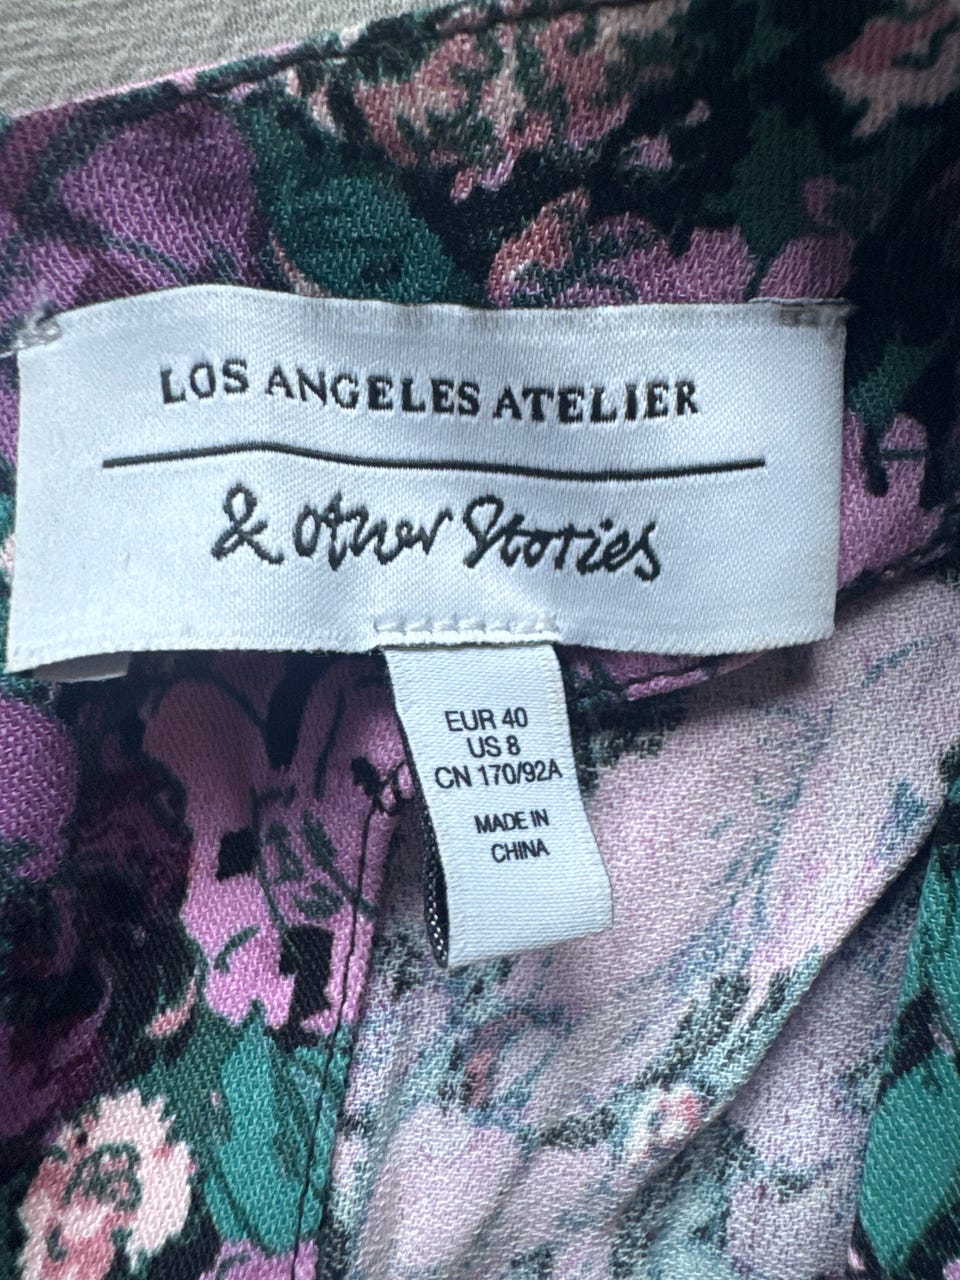 LOS ANGELES ATELIER
& Other Stories
EUR 40
US 8
CN 170/92A
MADE IN
CHINA